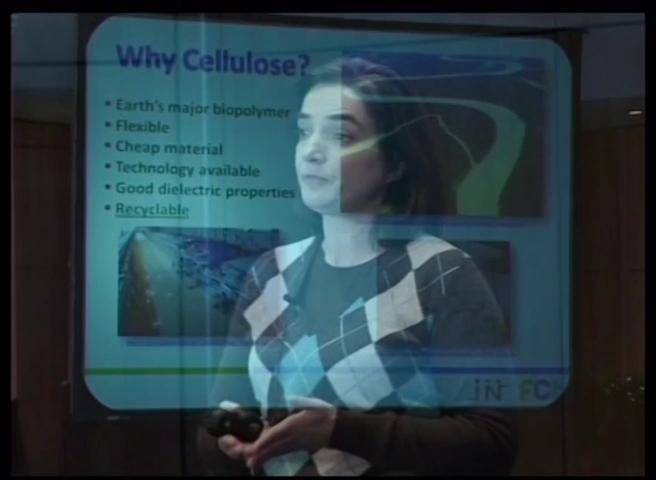 Why Cellulose?
• Earth's major biopolymer
• Flexible
• Cheap material
• Technology available
• Good dielectric properties
• Recyclable